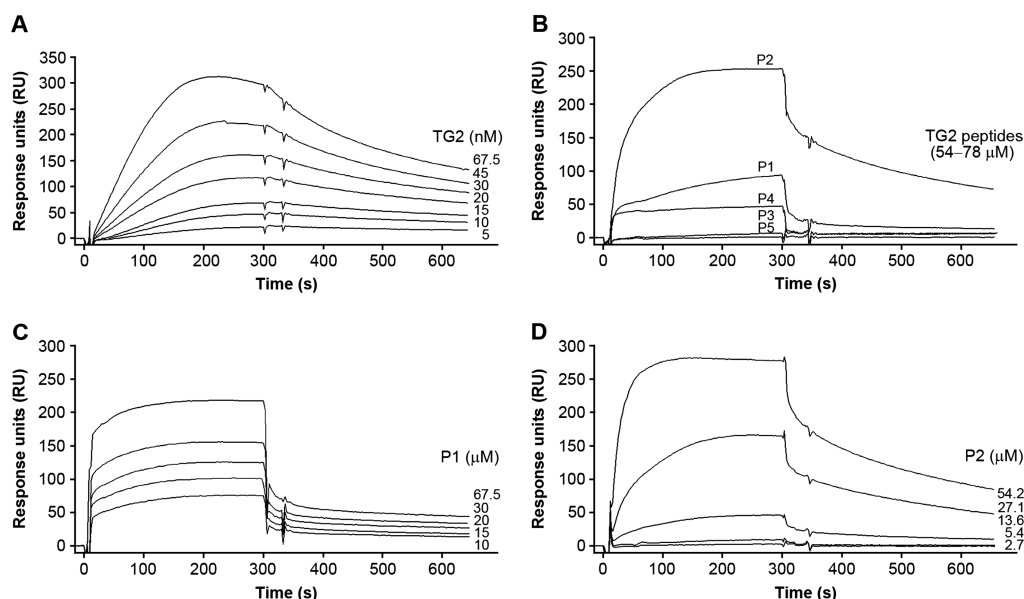 A
Response units (RU)
350
300
250
200
150
100
50
0
0 100 200 300 400 500 600
Time (s)
TG2 (nM)
67.5
45
30
20
15
10
5
B
Response units (RU)
300
250
200
150
100
50
0
0 100 200 300 400 500 600
Time (s)
P2
P1
P4
P3
P5
TG2 peptides
(54–78 μM)
C
Response units (RU)
300
250
200
150
100
50
0
0 100 200 300 400 500 600
Time (s)
P1 (μM)
67.5
30
20
15
10
D
Response units (RU)
300
250
200
150
100
50
0
0 100 200 300 400 500 600
Time (s)
P2 (μM)
54.2
27.1
13.6
5.4
2.7